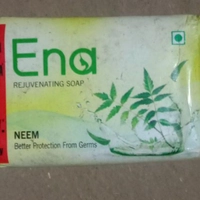 Ena
REJUVENATING SOAP
NEEM
Better Protection From Germs